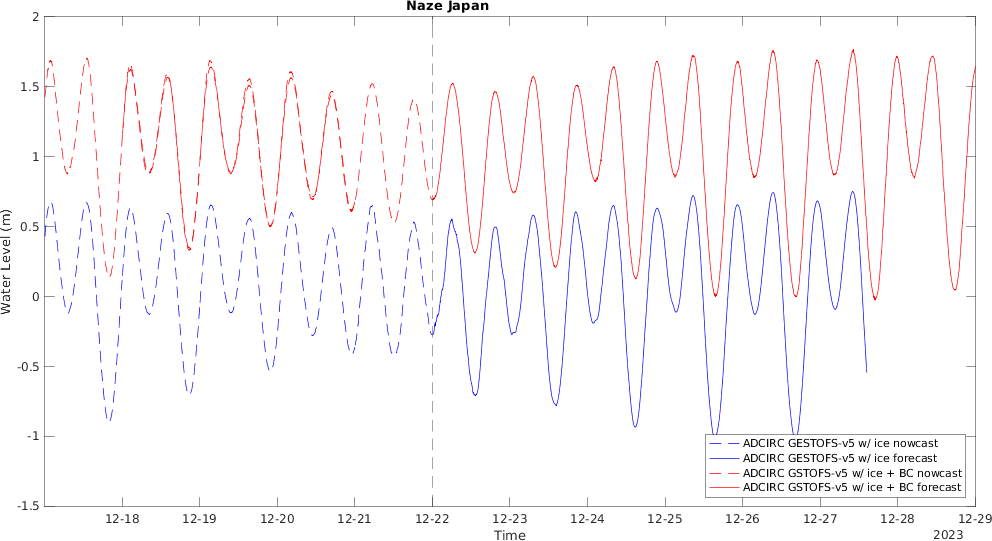 Naze Japan
2
1.5
1
0.5
0
-0.5
-1
-1.5
Water Level (m)
ADCIRC GESTOFS-v5 w/ ice nowcast
ADCIRC GESTOFS-v5 w/ ice forecast
ADCIRC GSTOFS-v5 w/ ice + BC nowcast
ADCIRC GSTOFS-v5 w/ ice + BC forecast
12-18 12-19 12-20 12-21 12-22 12-23 12-24 12-25 12-26 12-27 12-28 12-29
Time
2023